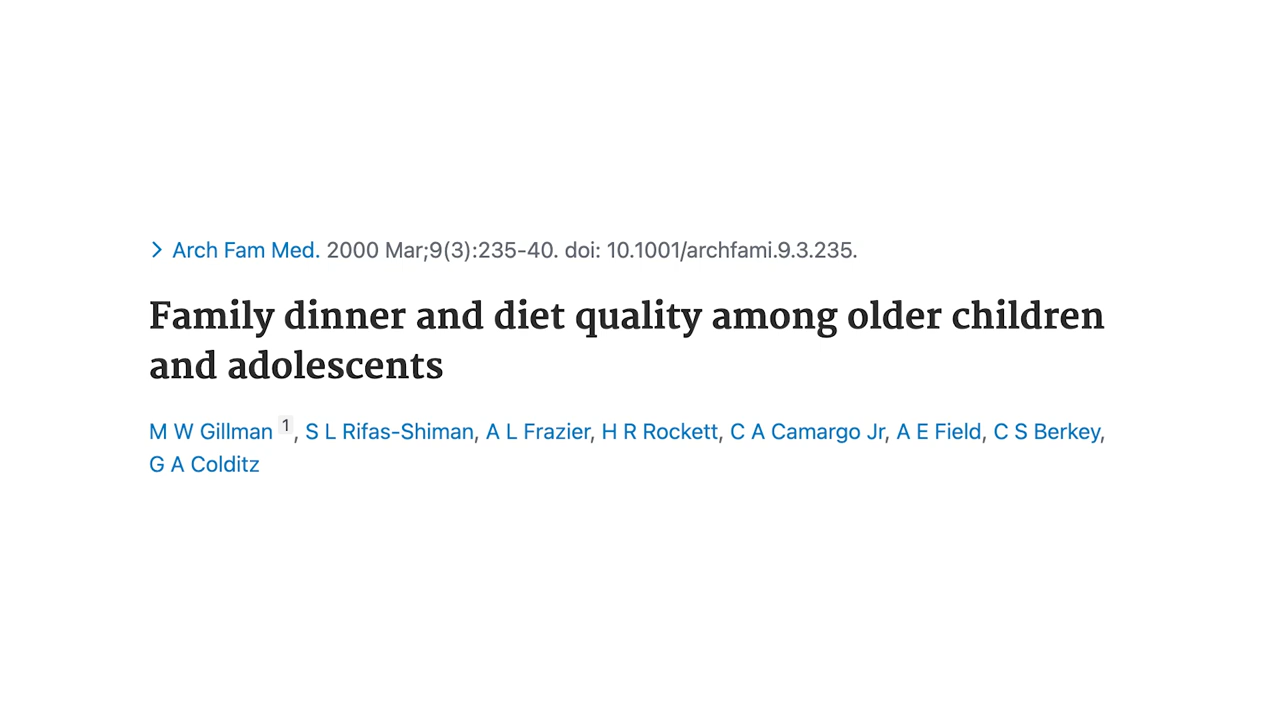 > Arch Fam Med. 2000 Mar;9(3):235-40. doi: 10.1001/archfami.9.3.235.
Family dinner and diet quality among older children
and adolescents
M W Gillman 1, S L Rifas-Shiman, A L Frazier, H R Rockett, C A Camargo Jr, A E Field, C S Berkey,
G A Colditz